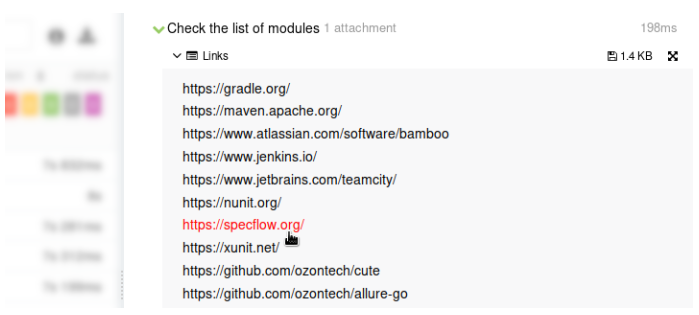 Check the list of modules 1 attachment 198ms
Links 1.4 KB
https://gradle.org/
https://maven.apache.org/
https://www.atlassian.com/software/bamboo
https://www.jenkins.io/
https://www.jetbrains.com/teamcity/
https://nunit.org/
https://specflow.org/
https://xunit.net/
https://github.com/ozontech/cute
https://github.com/ozontech/allure-go